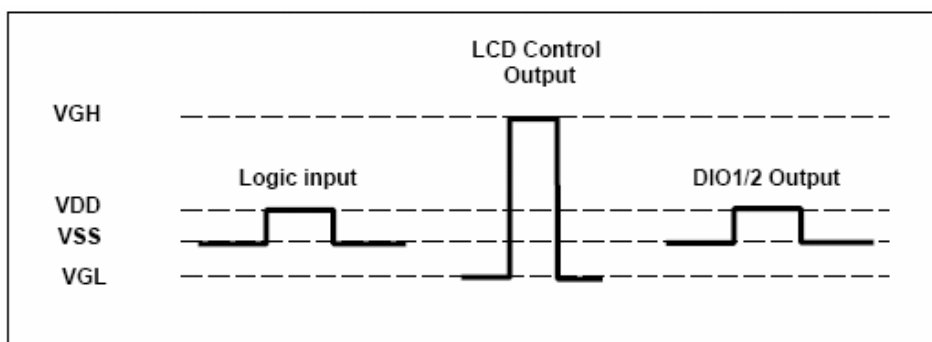 LCD Control
Output
VGH
Logic input
DIO1/2 Output
VDD
VSS
VGL